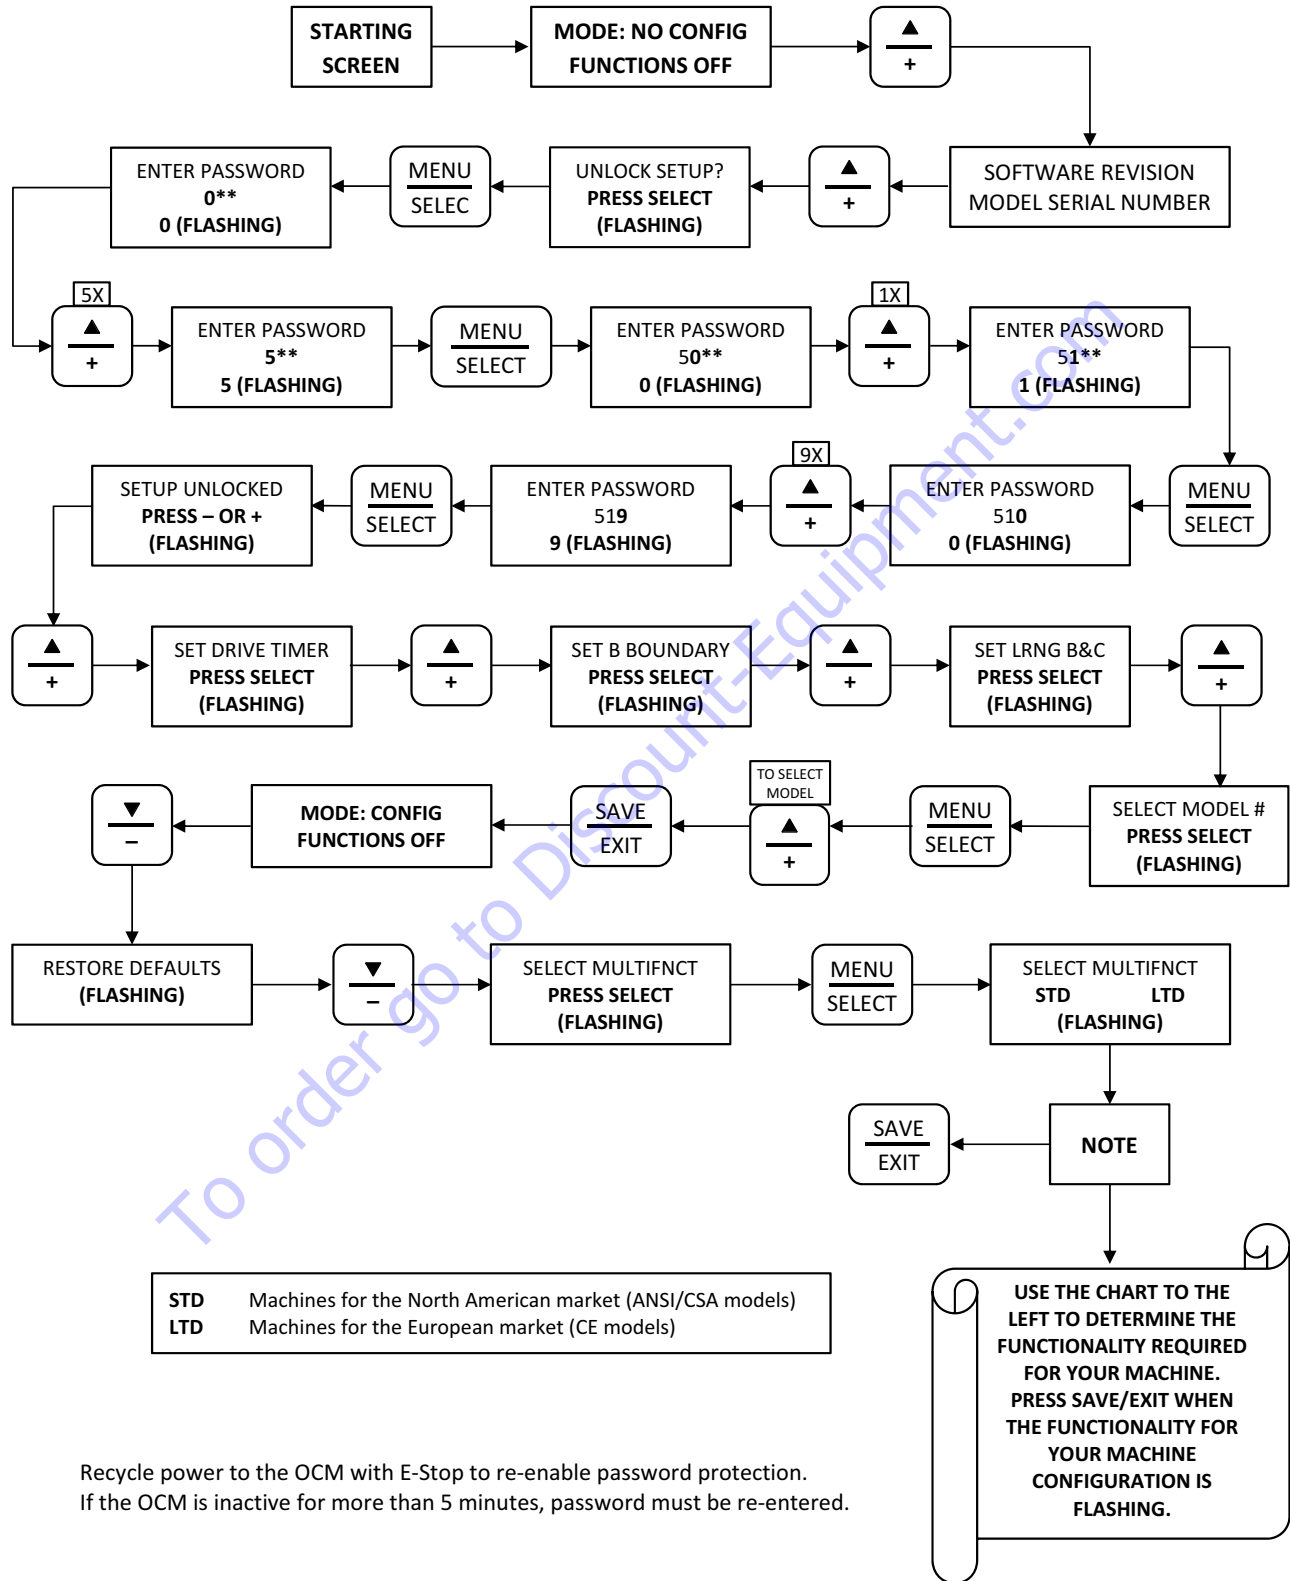 STARTING
SCREEN
MODE: NO CONFIG
FUNCTIONS OFF
▲
+
SOFTWARE REVISION
MODEL SERIAL NUMBER
▲
+
UNLOCK SETUP?
PRESS SELECT
(FLASHING)
MENU
SELEC
ENTER PASSWORD
0**
0 (FLASHING)
5X
▲
+
ENTER PASSWORD
5**
5 (FLASHING)
MENU
SELECT
ENTER PASSWORD
50**
0 (FLASHING)
1X
▲
+
ENTER PASSWORD
51**
1 (FLASHING)
MENU
SELECT
ENTER PASSWORD
510
0 (FLASHING)
9X
▲
+
ENTER PASSWORD
519
9 (FLASHING)
MENU
SELECT
SETUP UNLOCKED
PRESS – OR +
(FLASHING)
▲
+
SET DRIVE TIMER
PRESS SELECT
(FLASHING)
▲
+
SET B BOUNDARY
PRESS SELECT
(FLASHING)
▲
+
SET LRNG B&C
PRESS SELECT
(FLASHING)
▲
+
SELECT MODEL #
PRESS SELECT
(FLASHING)
MENU
SELECT
TO SELECT
MODEL
▲
+
SAVE
EXIT
MODE: CONFIG
FUNCTIONS OFF
▼
–
RESTORE DEFAULTS
(FLASHING)
▼
–
SELECT MULTIFNCT
PRESS SELECT
(FLASHING)
MENU
SELECT
SELECT MULTIFNCT
STD LTD
(FLASHING)
NOTE
SAVE
EXIT
USE THE CHART TO THE
LEFT TO DETERMINE THE
FUNCTIONALITY REQUIRED
FOR YOUR MACHINE.
PRESS SAVE/EXIT WHEN
THE FUNCTIONALITY FOR
YOUR MACHINE
CONFIGURATION IS
FLASHING.
STD Machines for the North American market (ANSI/CSA models)
LTD Machines for the European market (CE models)
Recycle power to the OCM with E-Stop to re-enable password protection.
If the OCM is inactive for more than 5 minutes, password must be re-entered.
To order go to Discount-Equipment.com